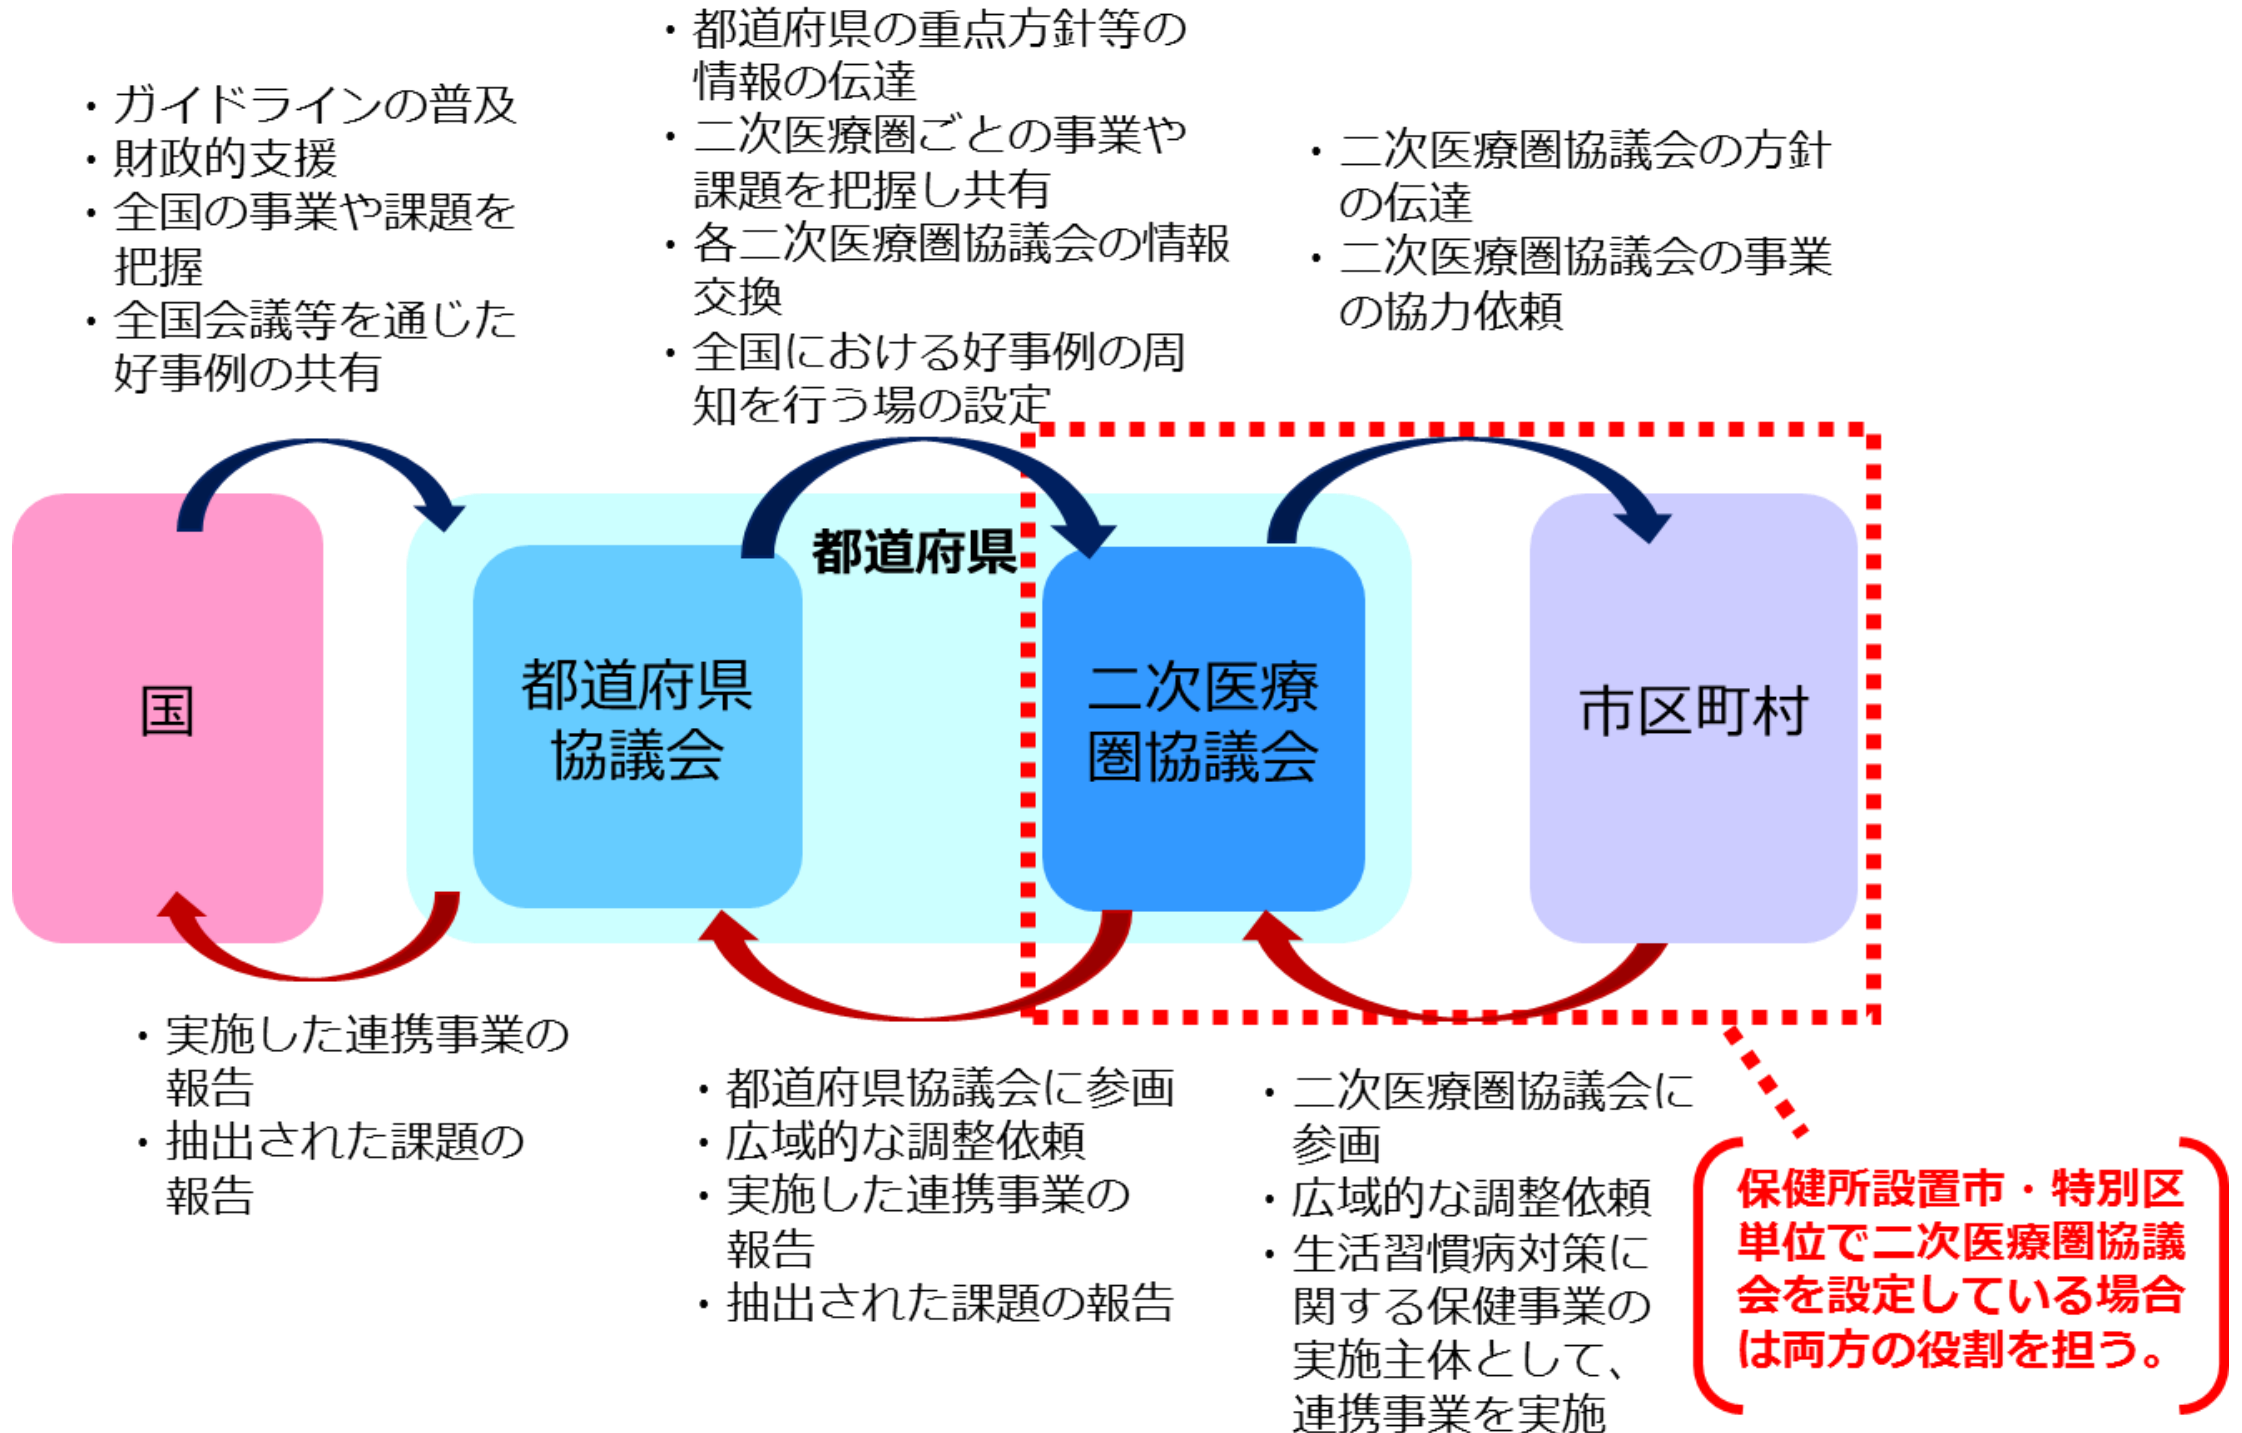 ・ガイドラインの普及
・財政的支援
・全国の事業や課題を
把握
・全国会議等を通じた
好事例の共有
・都道府県の重点方針等の
情報の伝達
・二次医療圏ごとの事業や
課題を把握し共有
・各二次医療圏協議会の情報
交換
・全国における好事例の周
知を行う場の設定
・二次医療圏協議会の方針
の伝達
・二次医療圏協議会の事業
の協力依頼
都道府県
国
都道府県
協議会
二次医療
圏協議会
市区町村
・実施した連携事業の
報告
・抽出された課題の
報告
・都道府県協議会に参画
・広域的な調整依頼
・実施した連携事業の
報告
・抽出された課題の報告
・二次医療圏協議会に
参画
・広域的な調整依頼
・生活習慣病対策に
関する保健事業の
実施主体として、
連携事業を実施
保健所設置市・特別区
単位で二次医療圏協議
会を設定している場合
は両方の役割を担う。